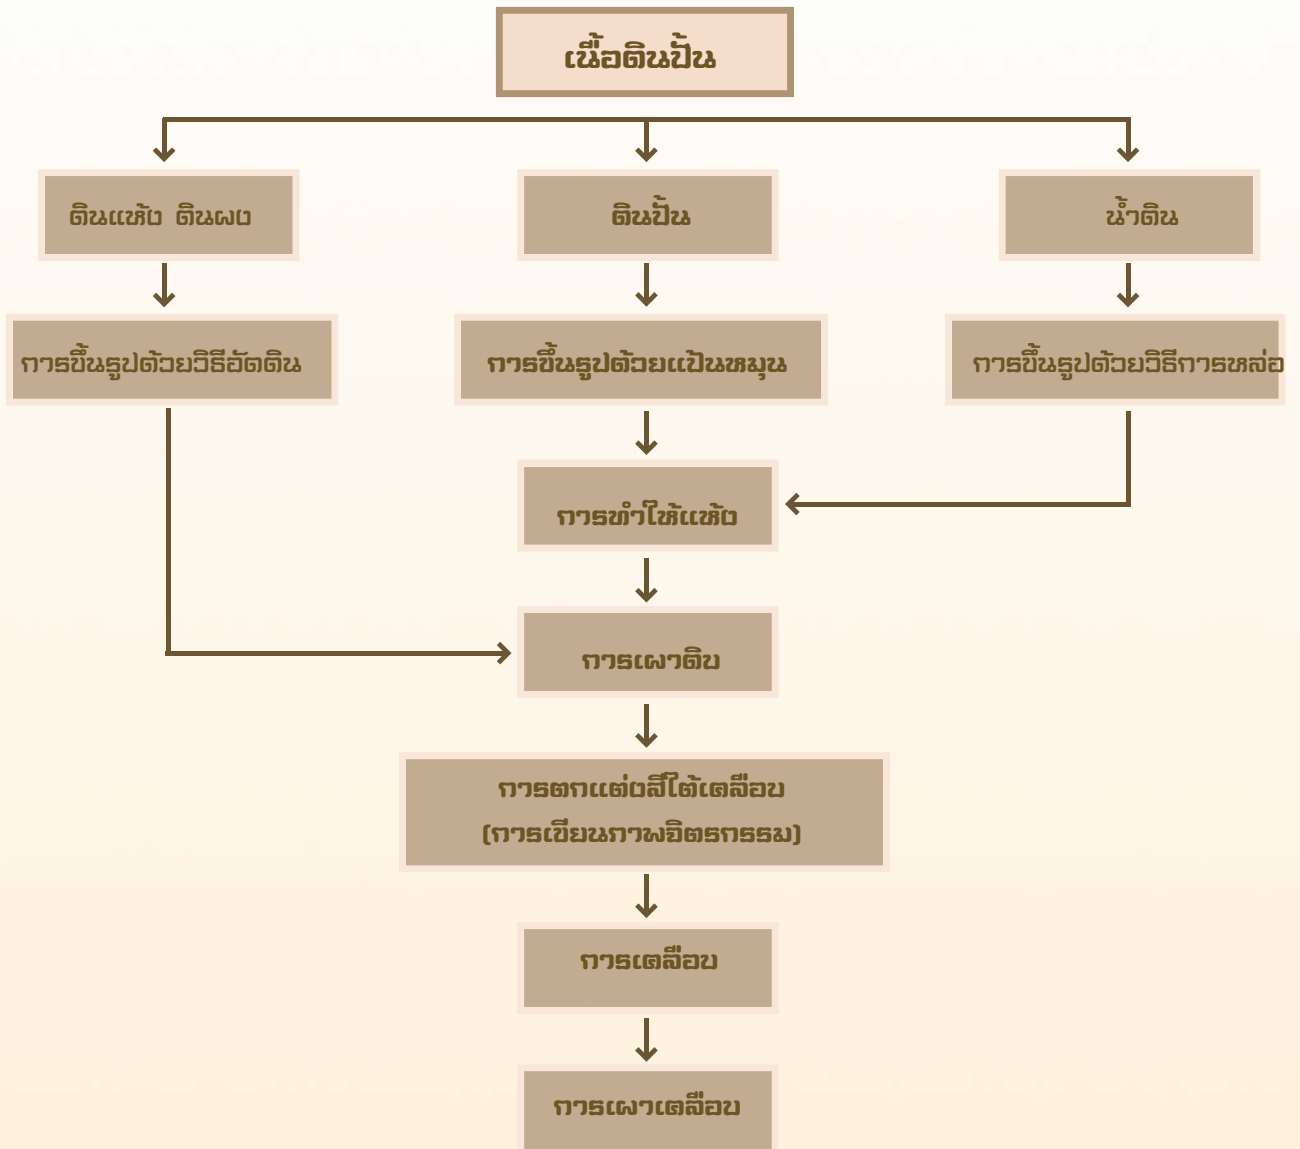 เนื้อดินปั้น
ดินแห้ง ดินผง
ดินปั้น
น้ำดิน
การขึ้นรูปด้วยวิธีอัดดิน
การขึ้นรูปด้วยแป้นหมุน
การขึ้นรูปด้วยวิธีการหล่อ
การทำให้แห้ง
การเผาดิบ
การตกแต่งสีใต้เคลือบ
(การเขียนภาพจิตรกรรม)
การเคลือบ
การเผาเคลือบ